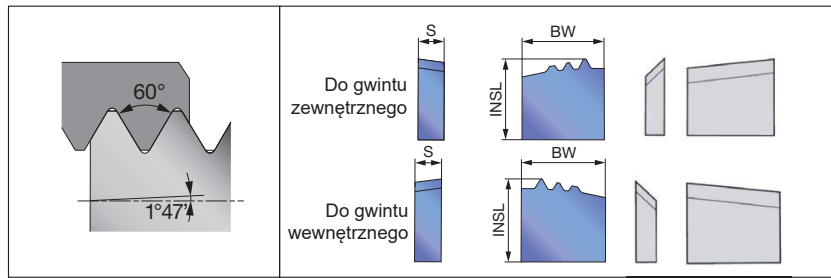 60°
1°47'
S
BW
INSL
Do gwintu
zewnętrznego
S
BW
INSL
Do gwintu
wewnętrznego